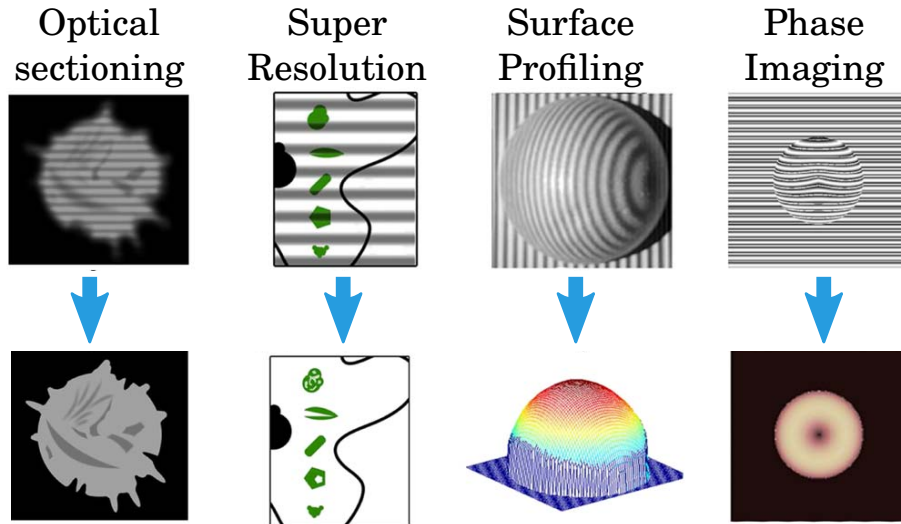 Optical
sectioning
Super
Resolution
Surface
Profiling
Phase
Imaging